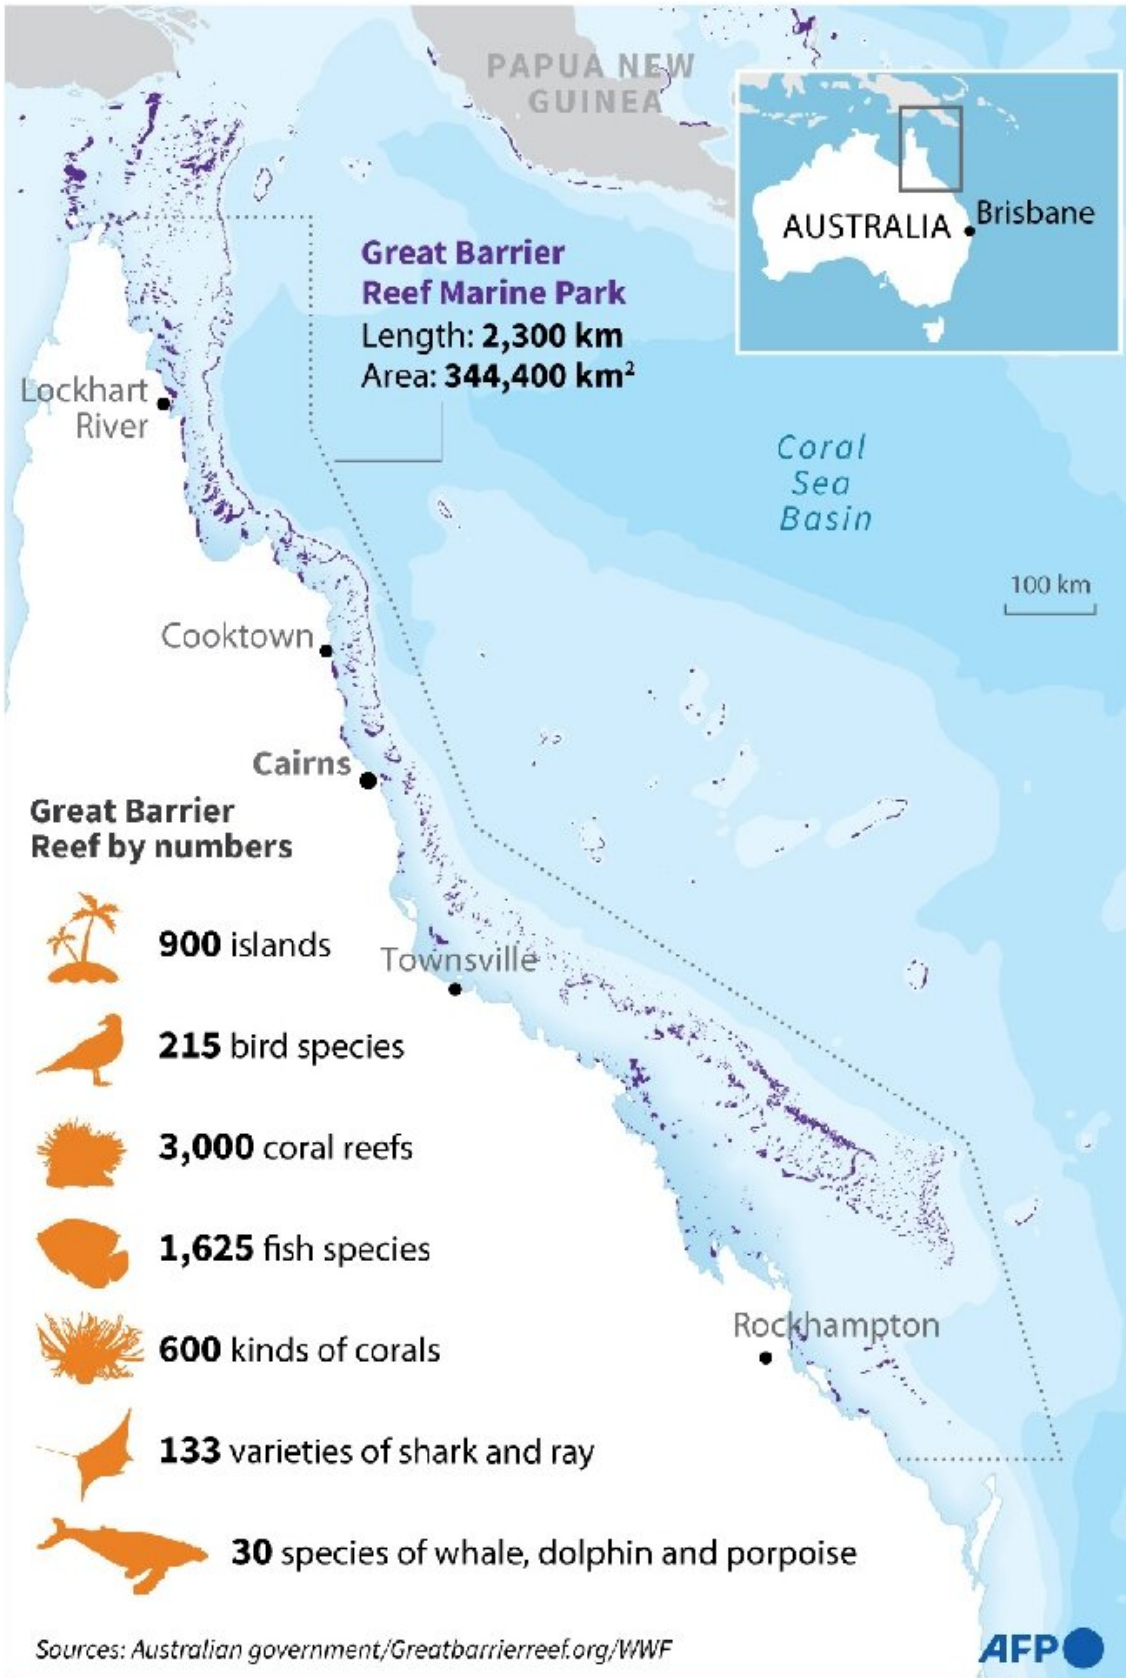 PAPUA NEW
GUINEA
AUSTRALIA
Brisbane
Great Barrier
Reef Marine Park
Length: 2,300 km
Area: 344,400 km²
Lockhart
River
Coral
Sea
Basin
100 km
Cooktown
Cairns
Great Barrier
Reef by numbers
900 islands
Townsville
215 bird species
3,000 coral reefs
1,625 fish species
Rockhampton
600 kinds of corals
133 varieties of shark and ray
30 species of whale, dolphin and porpoise
Sources: Australian government/Greatbarrierreef.org/WWF
AFP